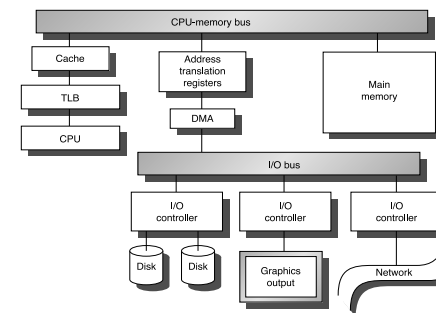 CPU-memory bus
Cache
Address
translation
registers
Main
memory
TLB
DMA
CPU
I/O bus
I/O
controller
I/O
controller
I/O
controller
Disk
Disk
Graphics
output
Network